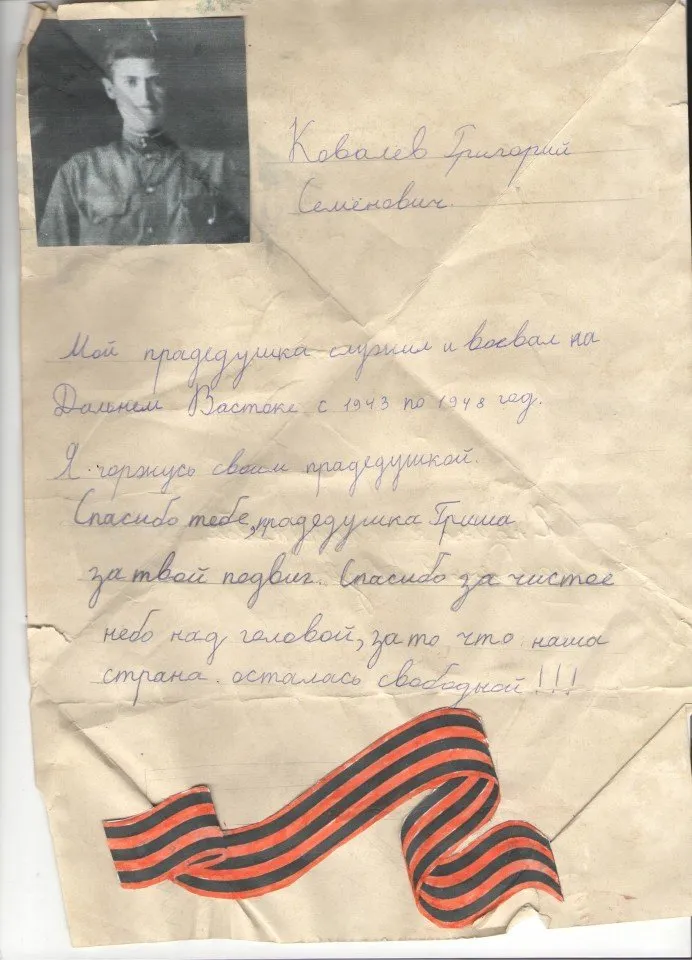 Ковалев Григорий
Семёнович.
Мой прадедушка служил и воевал на
Дальнем Востоке с 1943 по 1948 год.
Я горжусь своим прадедушкой.
Спасибо тебе, прадедушка Гриша
за твой подвиг. Спасибо за чистое
небо над головой, за то что наша
страна осталась свободной!!!